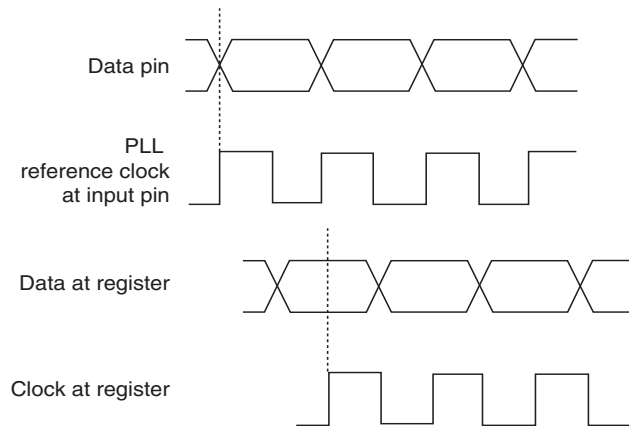 Data pin
PLL
reference clock
at input pin
Data at register
Clock at register